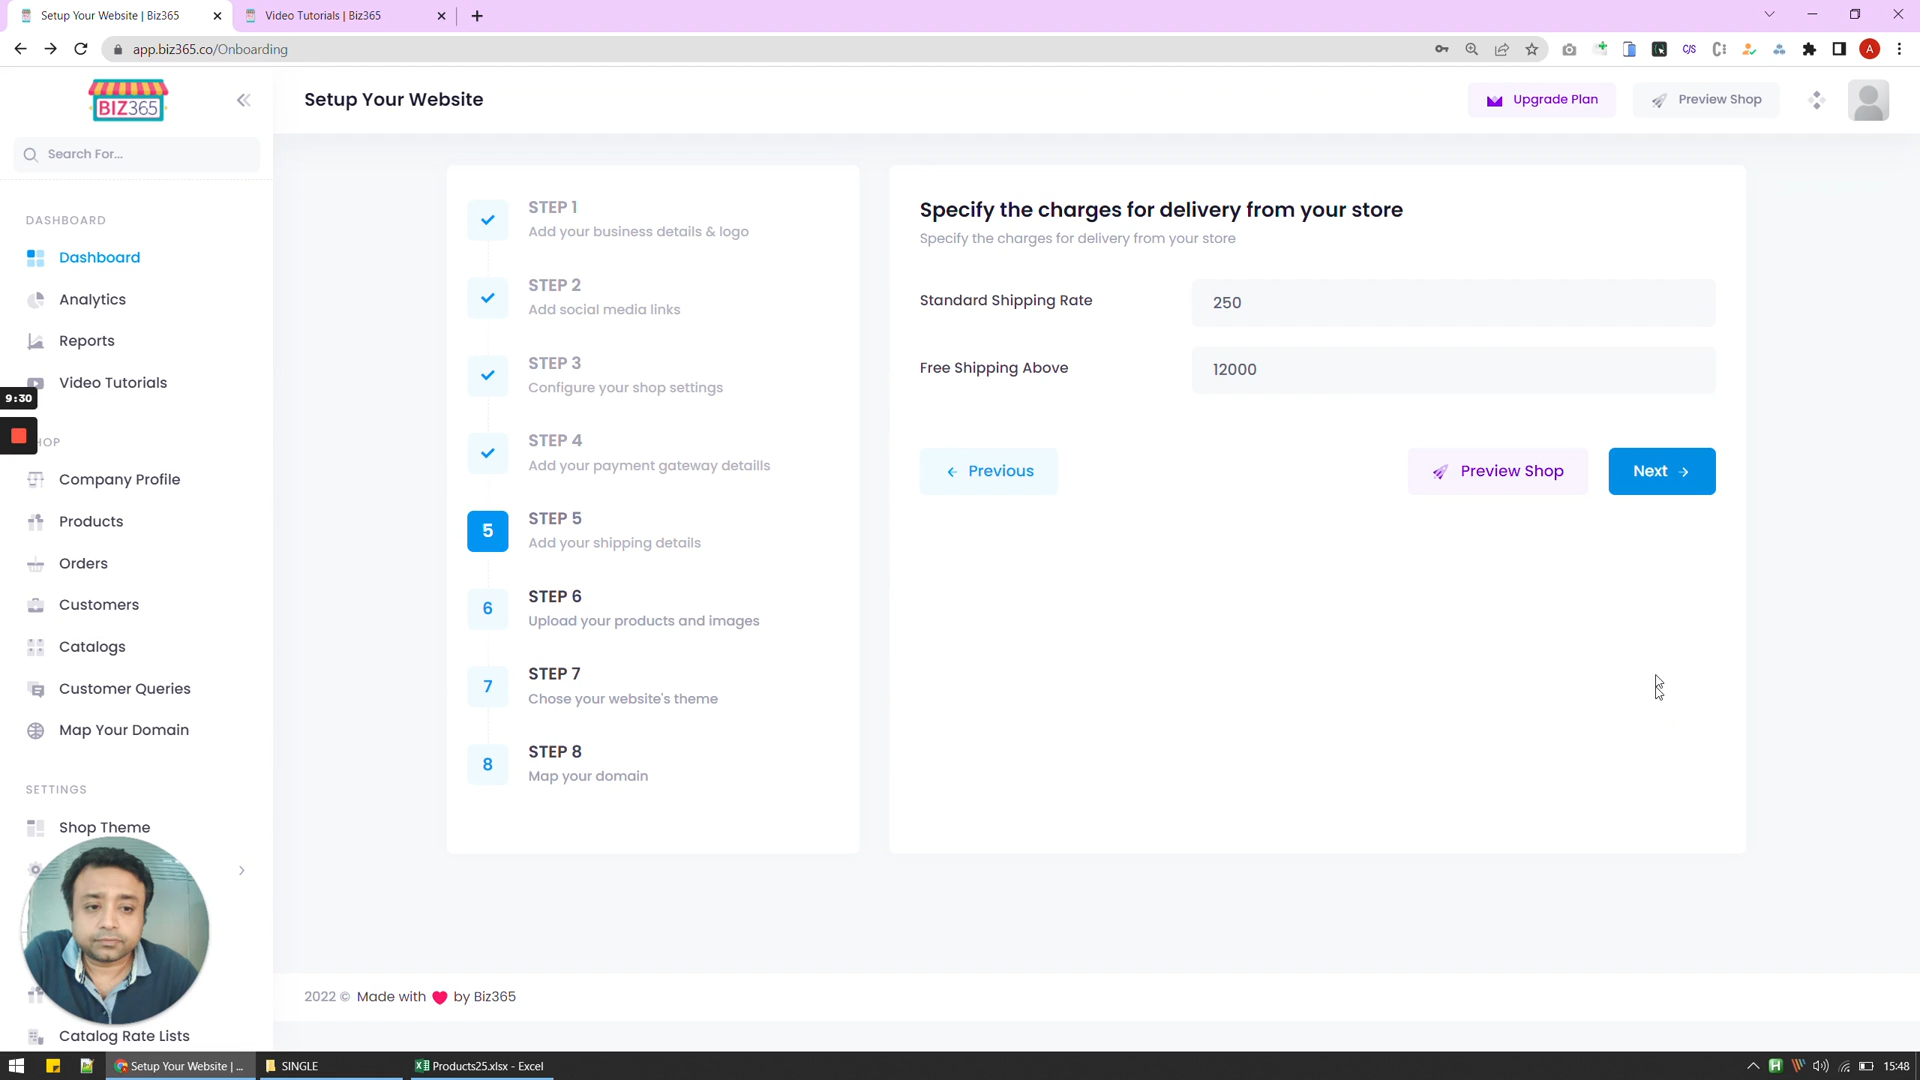 Setup Your Website | Biz365
Video Tutorials | Biz365
app.biz365.co/Onboarding
A
BIZ365
Setup Your Website
Upgrade Plan
Preview Shop
Search For...
DASHBOARD
Dashboard
Analytics
Reports
Video Tutorials
9:30
HOP
Company Profile
Products
Orders
Customers
Catalogs
Customer Queries
Map Your Domain
SETTINGS
Shop Theme
Catalog Rate Lists
STEP 1
Add your business details & logo
STEP 2
Add social media links
STEP 3
Configure your shop settings
STEP 4
Add your payment gateway detaills
5
STEP 5
Add your shipping details
6
STEP 6
Upload your products and images
7
STEP 7
Chose your website's theme
8
STEP 8
Map your domain
Specify the charges for delivery from your store
Specify the charges for delivery from your store
Standard Shipping Rate
250
Free Shipping Above
12000
Previous
Preview Shop
Next
2022 © Made with by Biz365
Setup Your Website | ...
SINGLE
Products25.xlsx - Excel
15:48